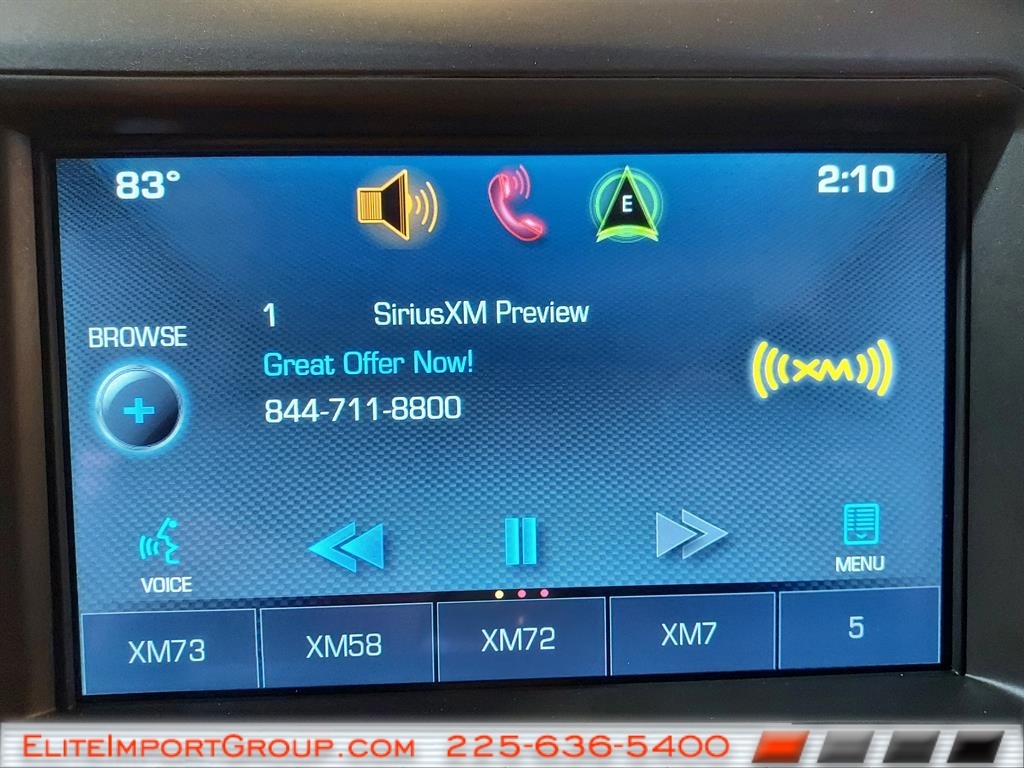 83° 2:10
E
1 SiriusXM Preview
BROWSE
Great Offer Now!
XM
844-711-8800
VOICE
MENU
XM73 XM58 XM72 XM7 5
EliteImportGroup.com 225-636-5400